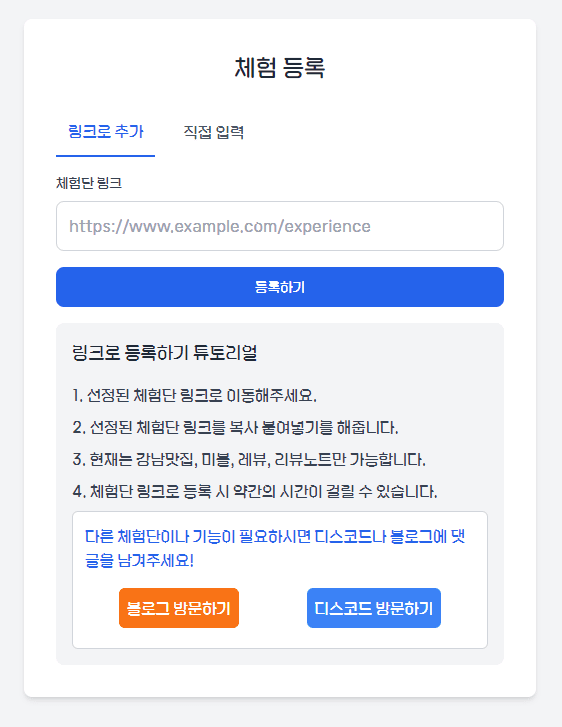 체험 등록
링크로 추가 직접 입력
체험단 링크
https://www.example.com/experience
등록하기
링크로 등록하기 튜토리얼
1. 선정된 체험단 링크로 이동해주세요.
2. 선정된 체험단 링크를 복사 붙여넣기를 해줍니다.
3. 현재는 강남맛집, 미블, 레뷰, 리뷰노트만 가능합니다.
4. 체험단 링크로 등록 시 약간의 시간이 걸릴 수 있습니다.
다른 체험단이나 기능이 필요하시면 디스코드나 블로그에 댓
글을 남겨주세요!
블로그 방문하기 디스코드 방문하기